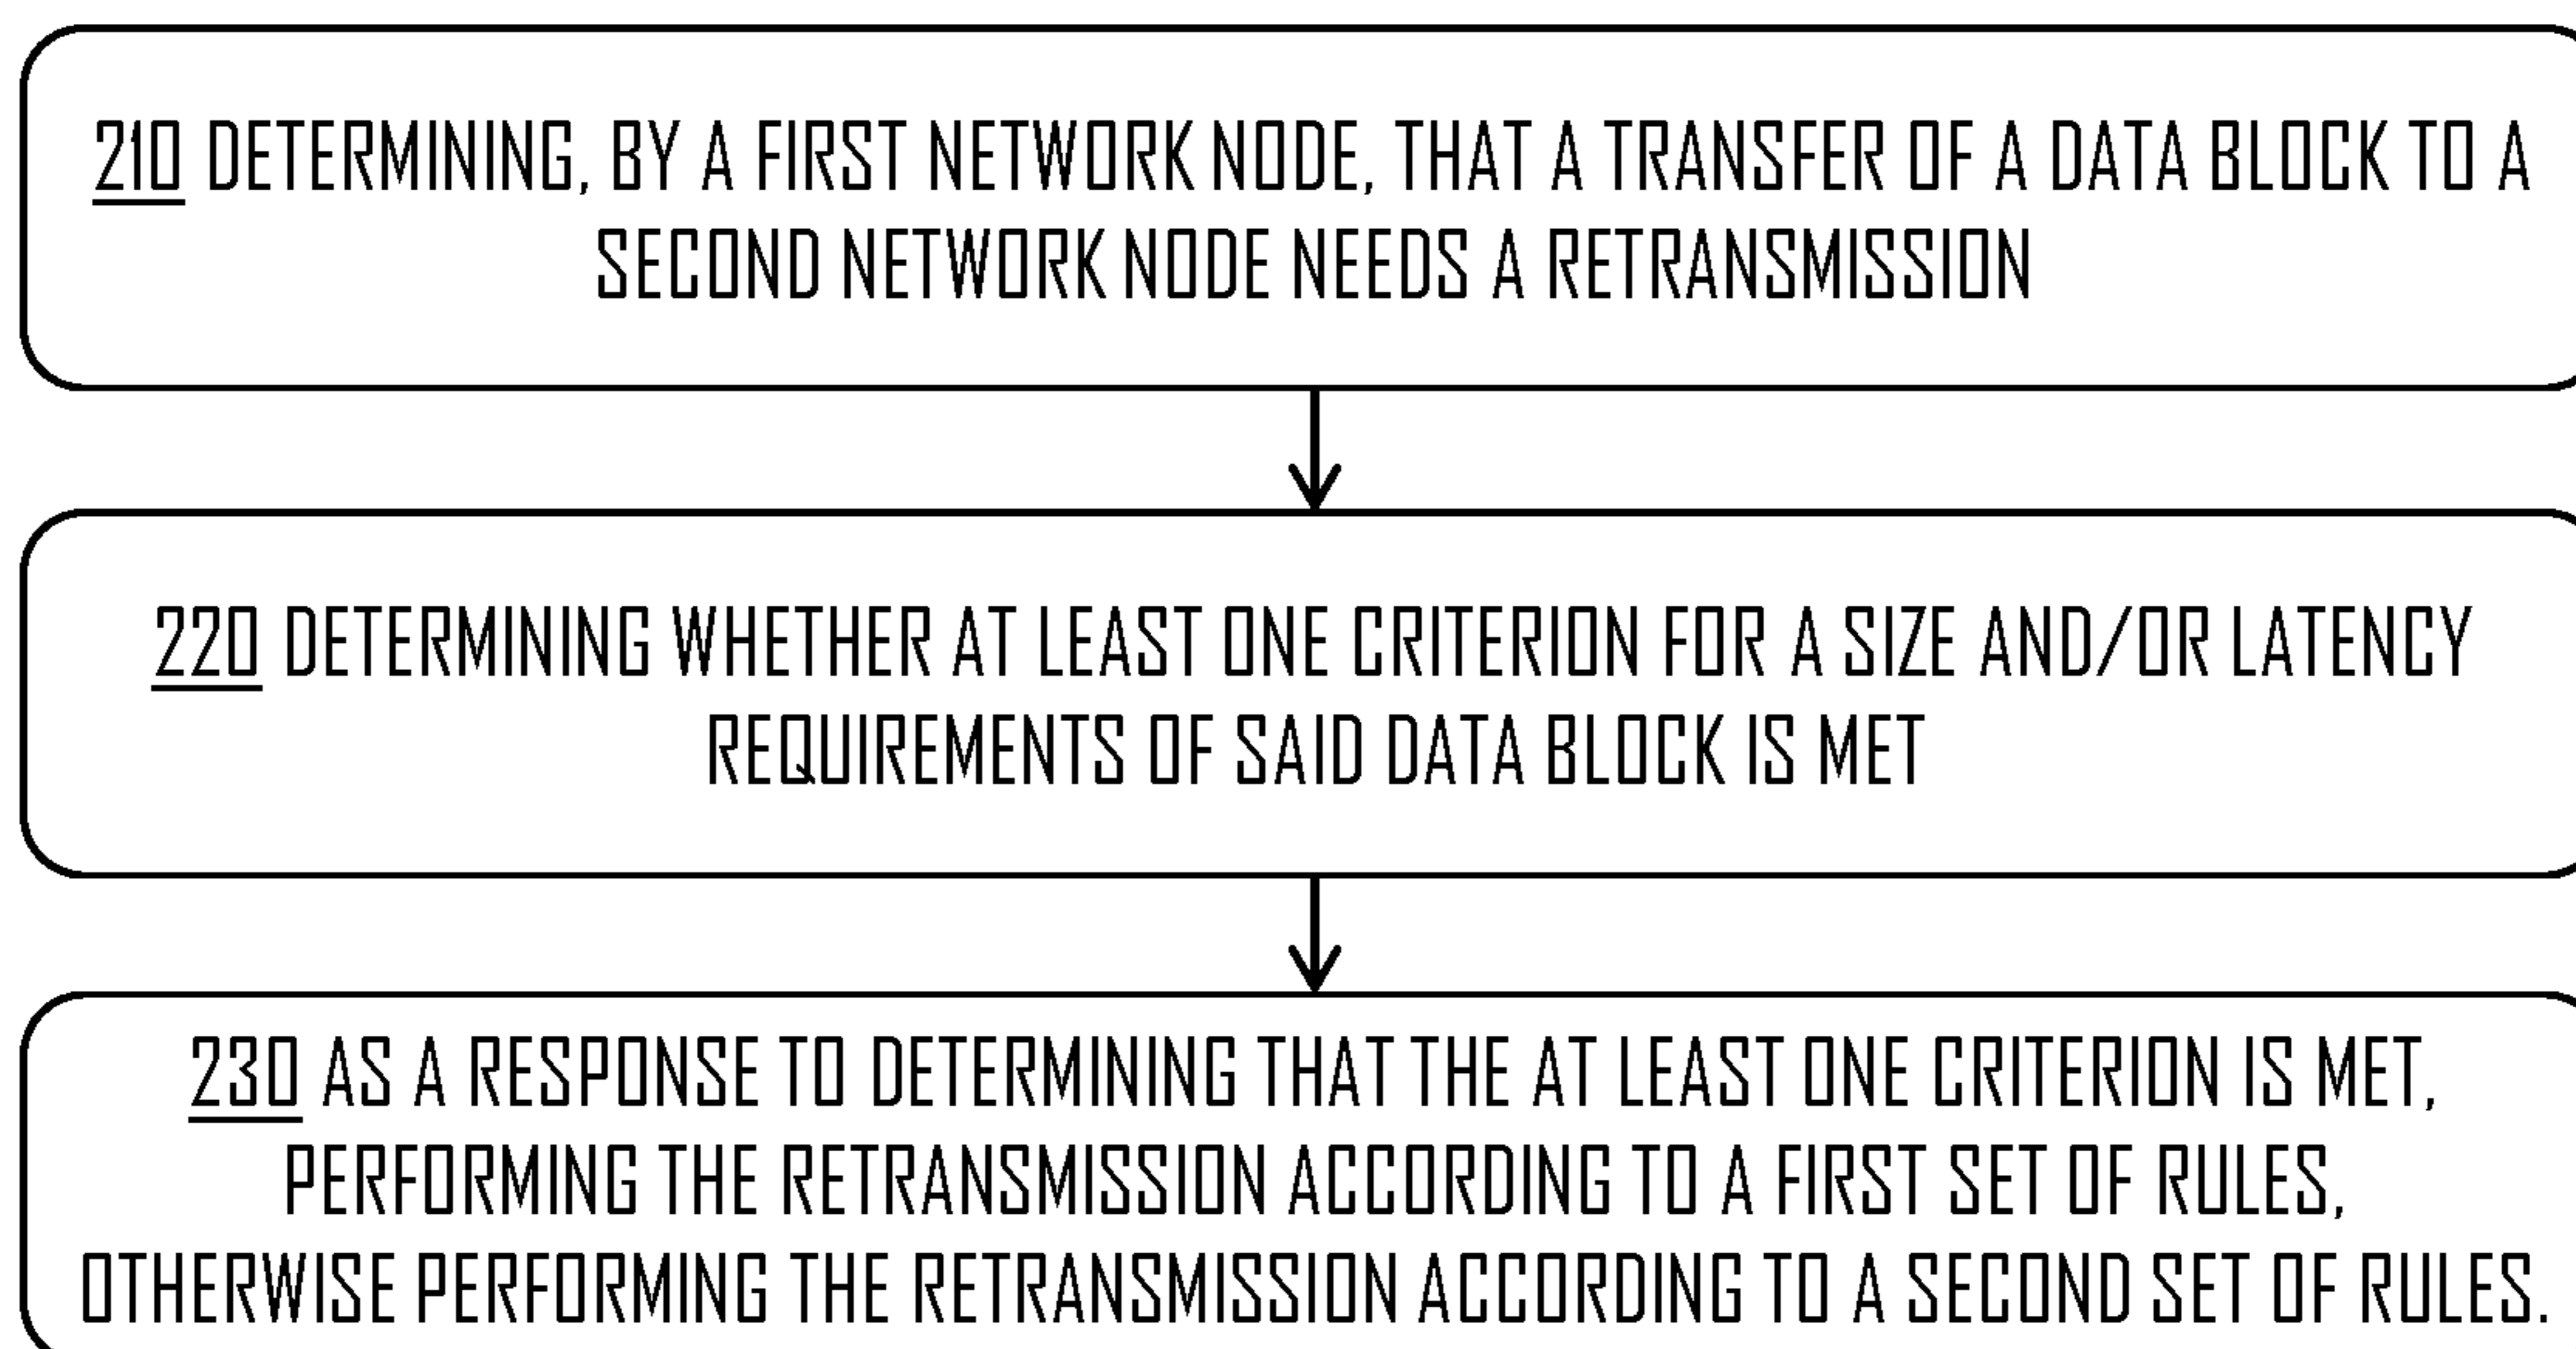 210 DETERMINING, BY A FIRST NETWORK NODE, THAT A TRANSFER OF A DATA BLOCK TO A
SECOND NETWORK NODE NEEDS A RETRANSMISSION
220 DETERMINING WHETHER AT LEAST ONE CRITERION FOR A SIZE AND/OR LATENCY
REQUIREMENTS OF SAID DATA BLOCK IS MET
230 AS A RESPONSE TO DETERMINING THAT THE AT LEAST ONE CRITERION IS MET,
PERFORMING THE RETRANSMISSION ACCORDING TO A FIRST SET OF RULES,
OTHERWISE PERFORMING THE RETRANSMISSION ACCORDING TO A SECOND SET OF RULES.